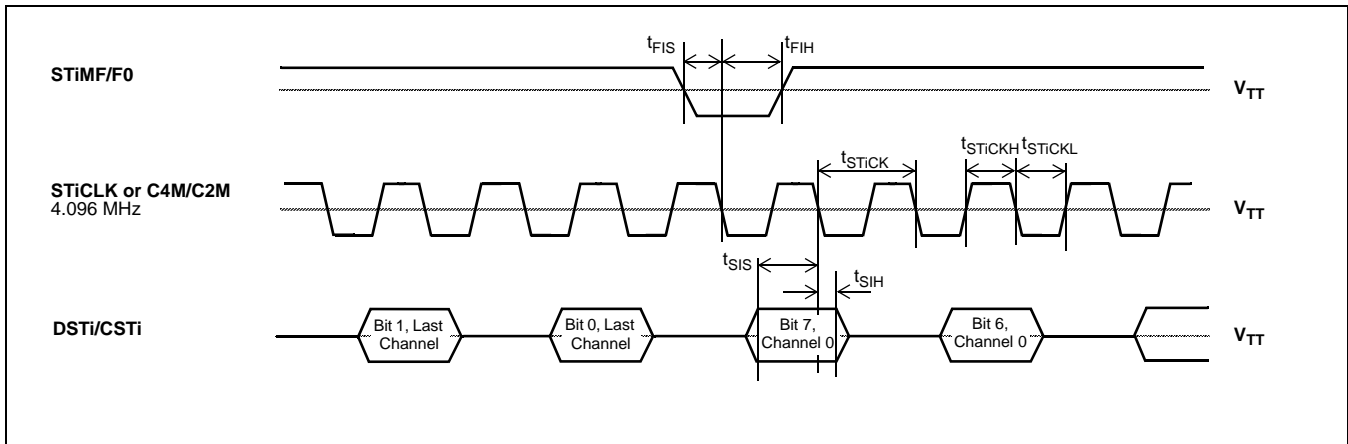 tFIS tFIH
STiMF/F0 VTT
tSTiCK tSTiCKH tSTiCKL
STiCLK or C4M/C2M
4.096 MHz VTT
tSIS tSIH
DSTi/CSTi VTT
Bit 1, Last
Channel
Bit 0, Last
Channel
Bit 7,
Channel 0
Bit 6,
Channel 0